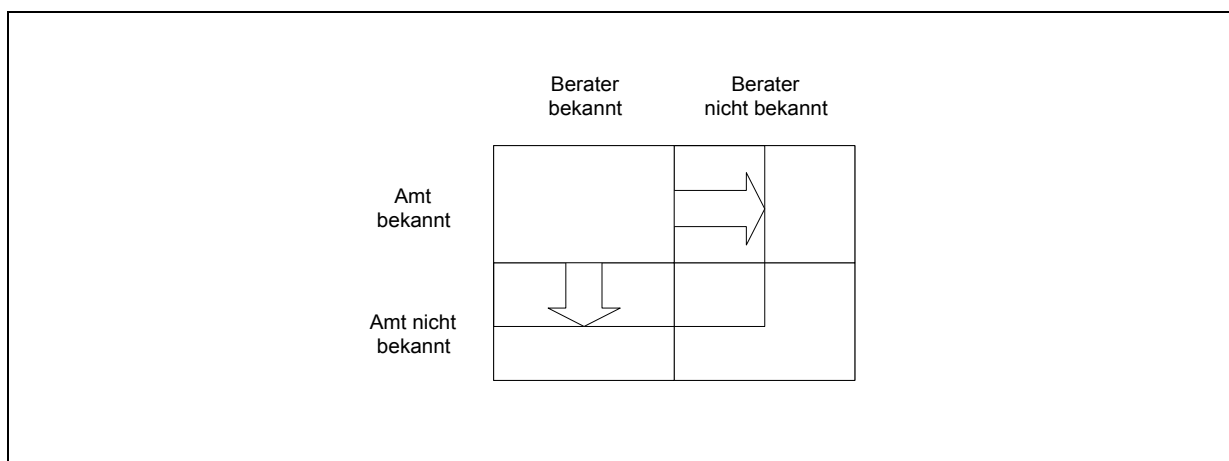 Berater
bekannt
Berater
nicht bekannt
Amt
bekannt
Amt nicht
bekannt